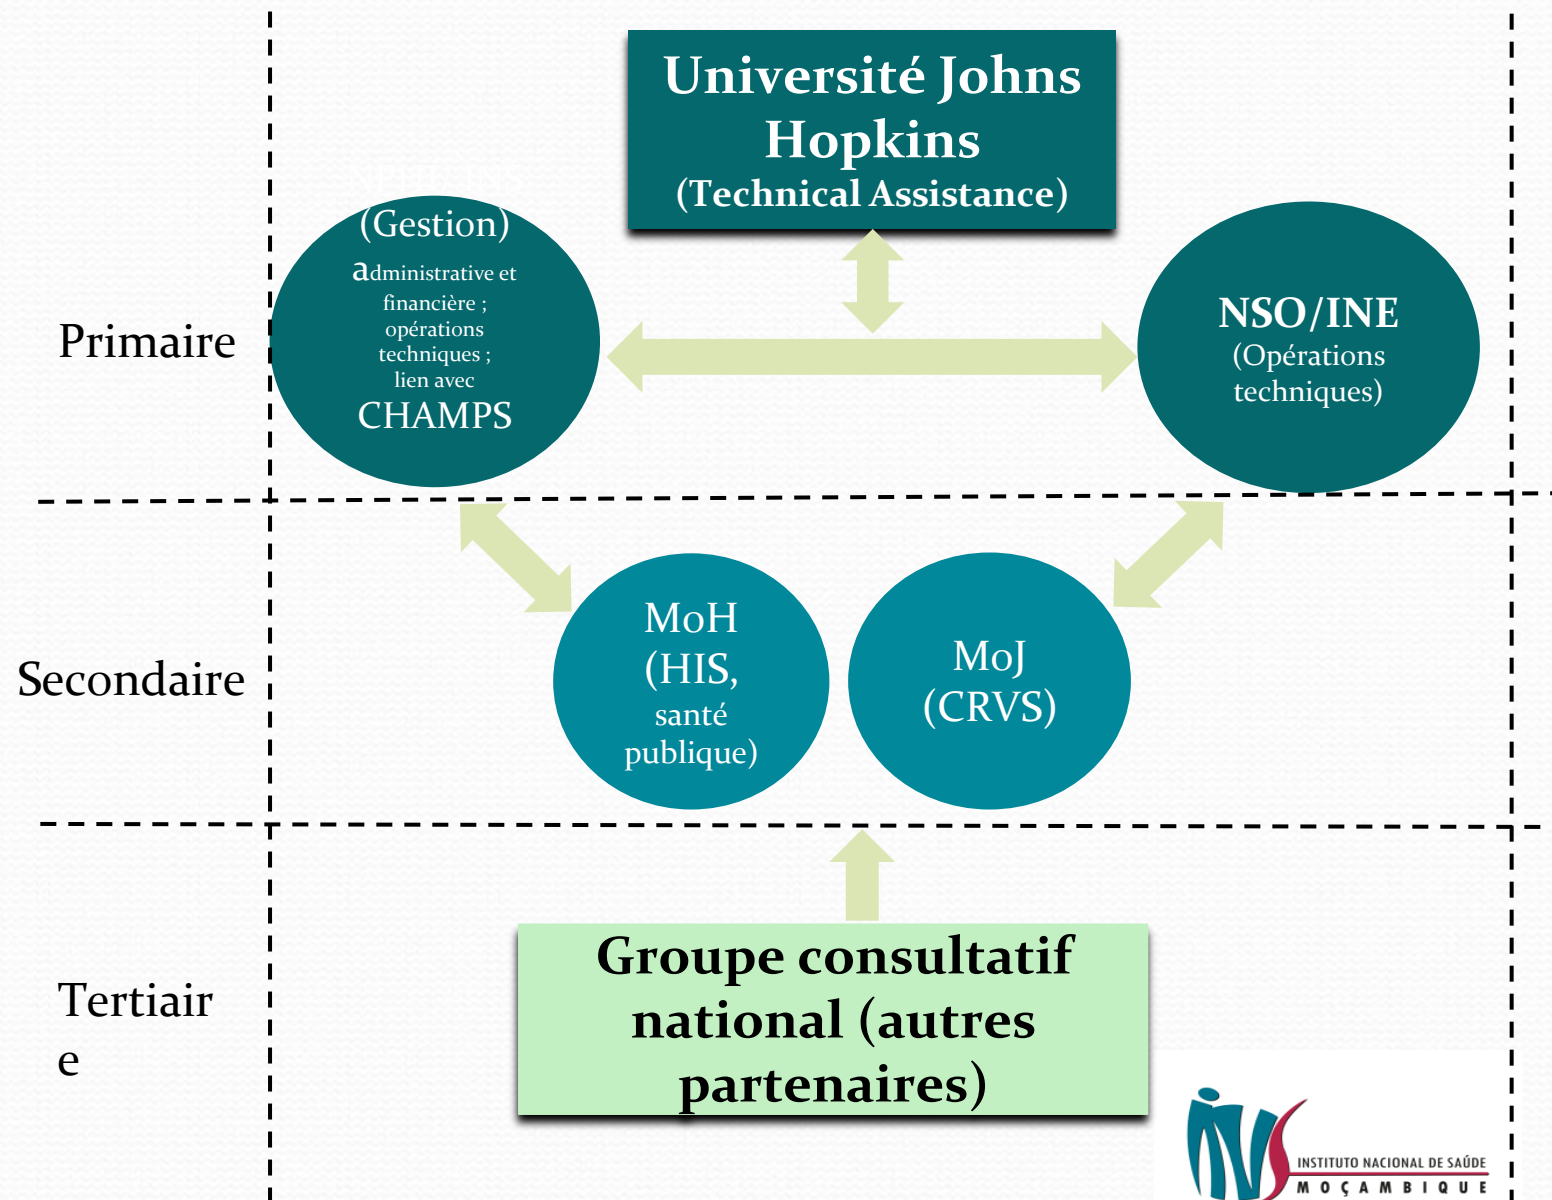 Université Johns
Hopkins
(Technical Assistance)
(Gestion)
administrative et
financière ;
opérations
techniques ;
lien avec
CHAMPS
NSO/INE
(Opérations
techniques)
Primaire
MoH
(HIS,
santé
publique)
MoJ
(CRVS)
Secondaire
Groupe consultatif
national (autres
partenaires)
Tertiair
e
INS
INSTITUTO NACIONAL DE SAÚDE
MOÇAMBIQUE